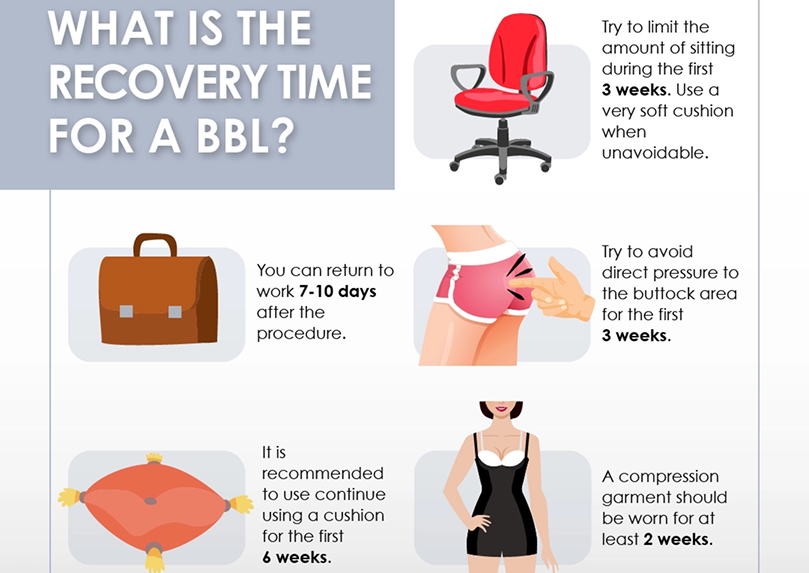 WHAT IS THE
RECOVERY TIME
FOR A BBL?
Try to limit the
amount of sitting
during the first
3 weeks. Use a
very soft cushion
when
unavoidable.
You can return to
work 7-10 days
after the
procedure.
Try to avoid
direct pressure to
the buttock area
for the first
3 weeks.
It is
recommended
to use continue
using a cushion
for the first
6 weeks.
A compression
garment should
be worn for at
least 2 weeks.